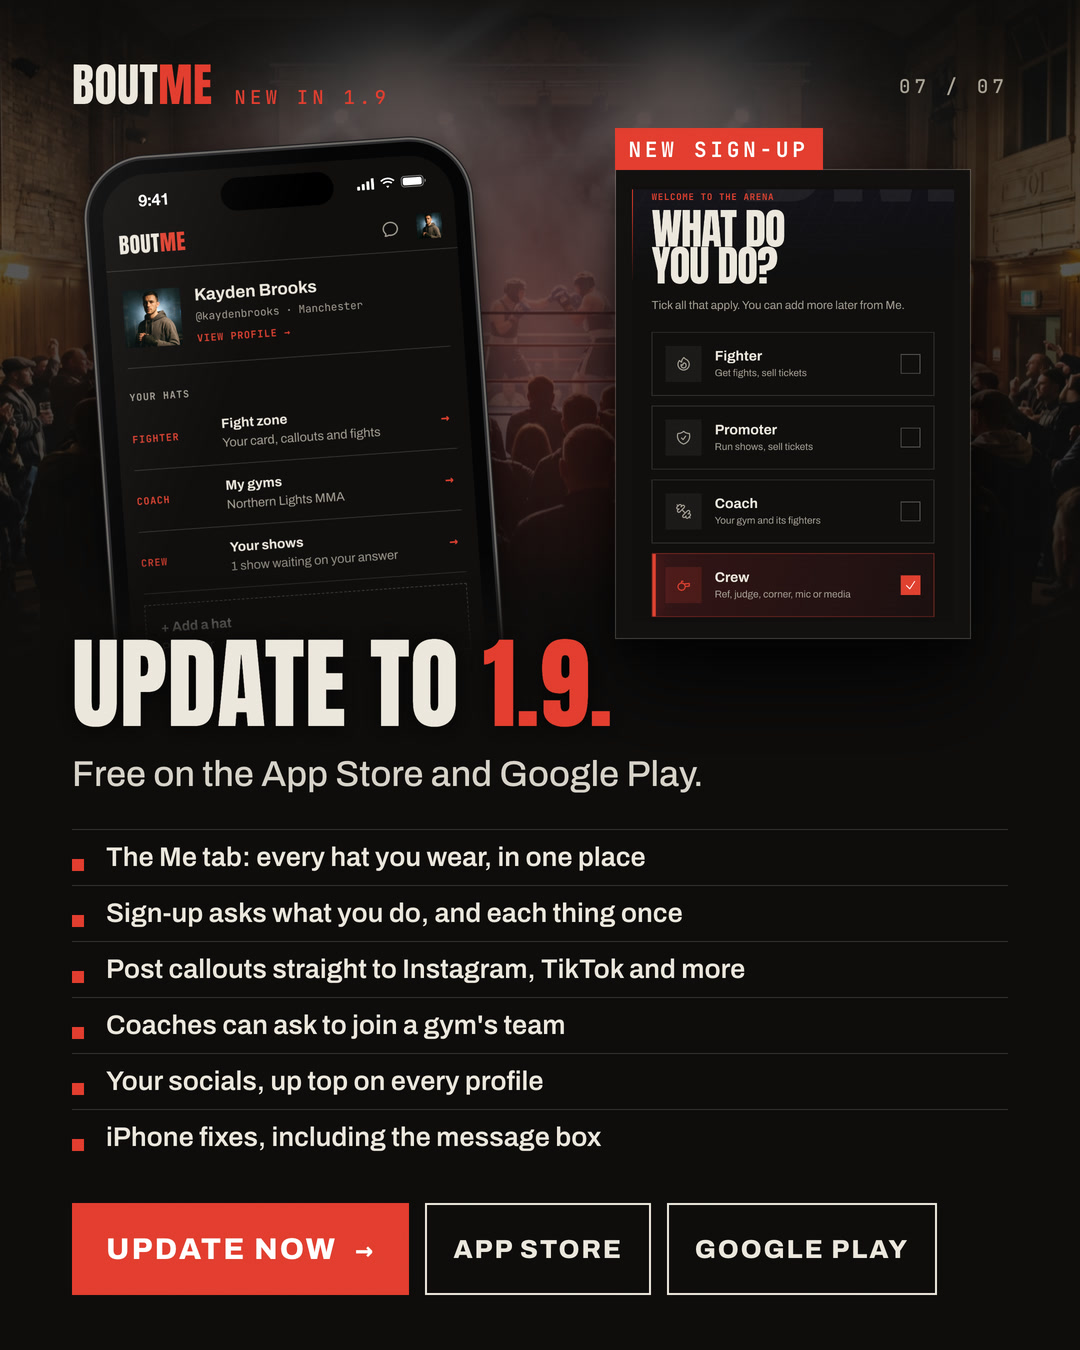 BOUTME NEW IN 1.9
07 / 07
9:41
BOUTME
Kayden Brooks
@kaydenbrooks · Manchester
VIEW PROFILE →
YOUR HATS
FIGHTER
Fight zone →
Your card, callouts and fights
COACH
My gyms →
Northern Lights MMA
CREW
Your shows →
1 show waiting on your answer
+ Add a hat
NEW SIGN-UP
WELCOME TO THE ARENA
WHAT DO
YOU DO?
Tick all that apply. You can add more later from Me.
Fighter
Get fights, sell tickets
Promoter
Run shows, sell tickets
Coach
Your gym and its fighters
Crew
Ref, judge, corner, mic or media
UPDATE TO 1.9.
Free on the App Store and Google Play.
The Me tab: every hat you wear, in one place
Sign-up asks what you do, and each thing once
Post callouts straight to Instagram, TikTok and more
Coaches can ask to join a gym's team
Your socials, up top on every profile
iPhone fixes, including the message box
UPDATE NOW →
APP STORE
GOOGLE PLAY